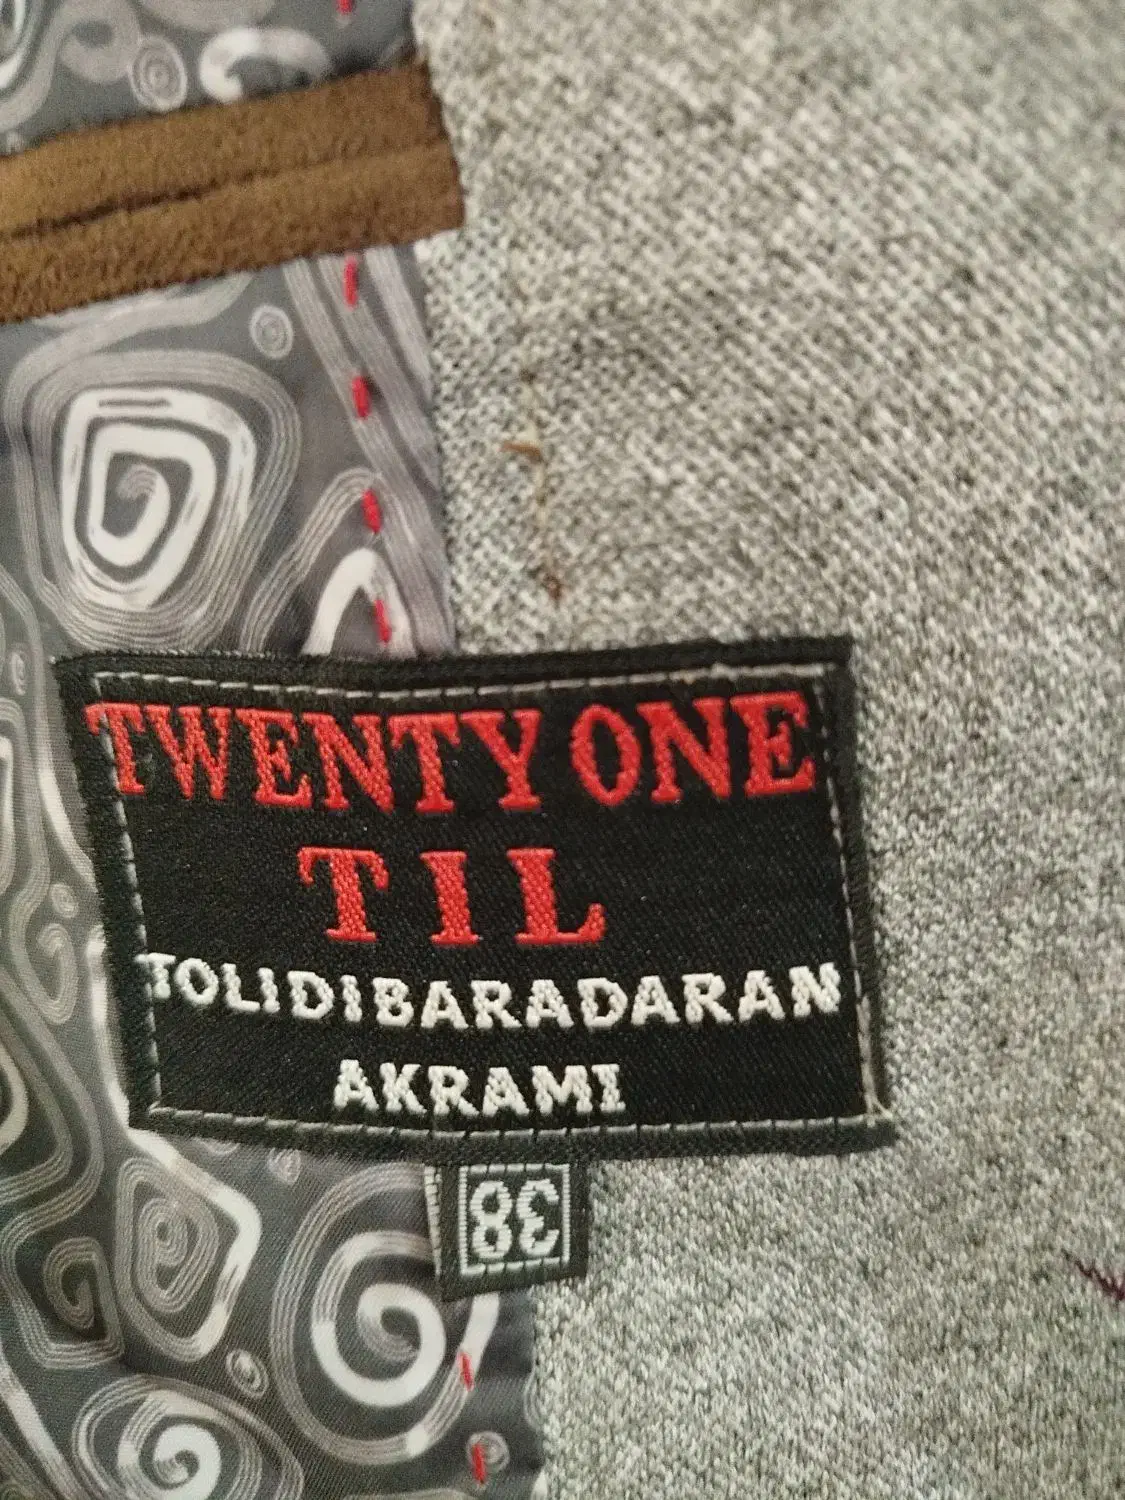 TWENTY ONE
TIL
TOLIDIBARADARAN
AKRAMI
38